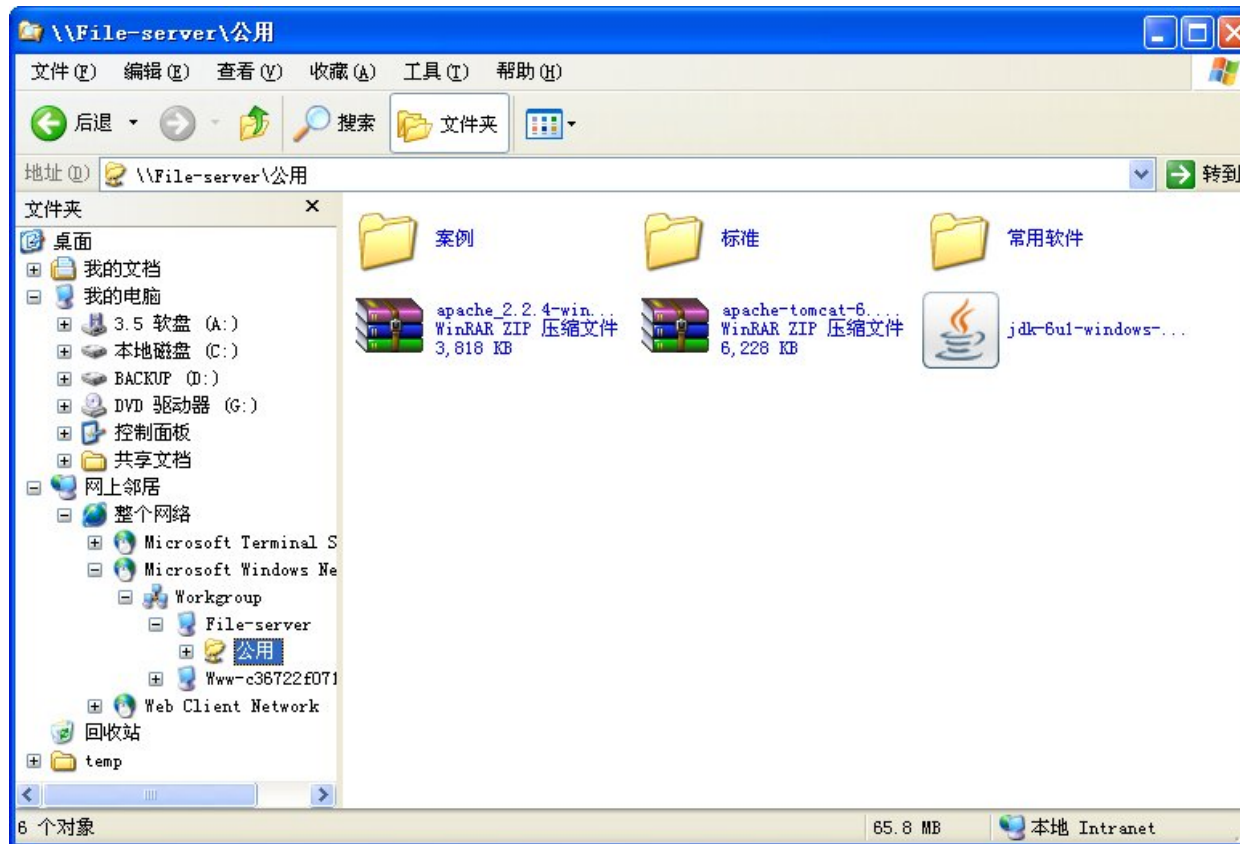 \\File-server\公用
文件(F) 编辑(E) 查看(V) 收藏(A) 工具(T) 帮助(H)
后退 搜索 文件夹
地址(D) \\File-server\公用 转到
文件夹
桌面
我的文档
我的电脑
3.5 软盘 (A:)
本地磁盘 (C:)
BACKUP (D:)
DVD 驱动器 (G:)
控制面板
共享文档
网上邻居
整个网络
Microsoft Terminal S
Microsoft Windows Ne
Workgroup
File-server
公用
Www-c36722f071
Web Client Network
回收站
temp
案例
标准
常用软件
apache_2.2.4-win...
WinRAR ZIP 压缩文件
3,818 KB
apache-tomcat-6....
WinRAR ZIP 压缩文件
6,228 KB
jdk-6u1-windows-...
6 个对象 65.8 MB 本地 Intranet